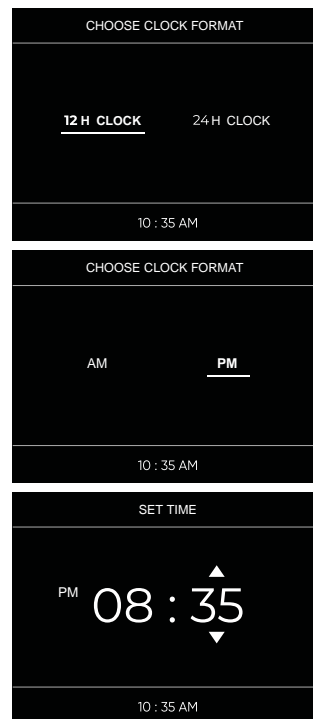 CHOOSE CLOCK FORMAT
12 H CLOCK 24 H CLOCK
10 : 35 AM
CHOOSE CLOCK FORMAT
AM PM
10 : 35 AM
SET TIME
PM 08 : 35
10 : 35 AM